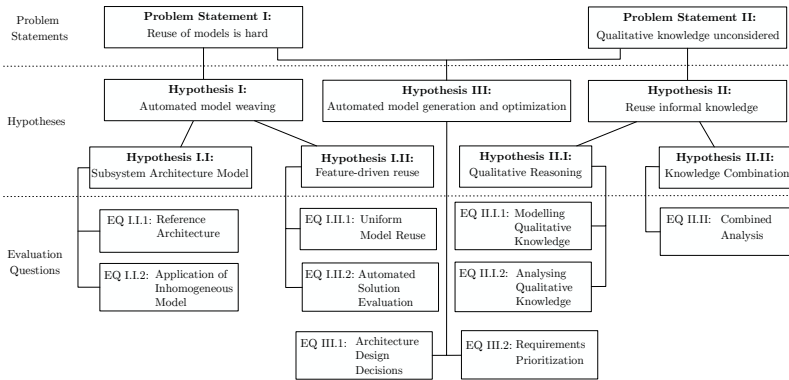 Problem
Statements
Problem Statement I:
Reuse of models is hard
Problem Statement II:
Qualitative knowledge unconsidered
Hypotheses
Hypothesis I:
Automated model weaving
Hypothesis III:
Automated model generation and optimization
Hypothesis II:
Reuse informal knowledge
Hypothesis I.I:
Subsystem Architecture Model
Hypothesis I.II:
Feature-driven reuse
Hypothesis II.I:
Qualitative Reasoning
Hypothesis II.II:
Knowledge Combination
Evaluation
Questions
EQ I.I.1: Reference
Architecture
EQ I.II.1: Uniform
Model Reuse
EQ II.I.1: Modelling
Qualitative
Knowledge
EQ II.II: Combined
Analysis
EQ I.I.2: Application of
Inhomogeneous
Model
EQ I.II.2: Automated
Solution
Evaluation
EQ II.I.2: Analysing
Qualitative
Knowledge
EQ III.1: Architecture
Design
Decisions
EQ III.2: Requirements
Prioritization